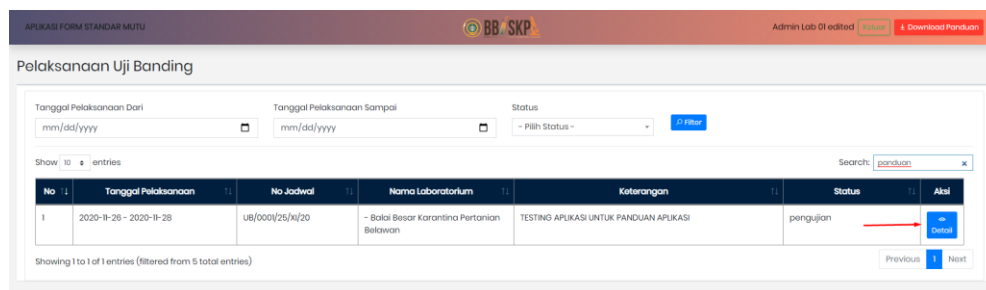 APLIKASI FORM STANDAR MUTU
BB SKP
Admin Lab 01 edited Keluar Download Panduan
Pelaksanaan Uji Banding
Tanggal Pelaksanaan Dari Tanggal Pelaksanaan Sampai Status
mm/dd/yyyy mm/dd/yyyy - Pilih Status - Filter
Show 10 entries Search: panduan x
No Tanggal Pelaksanaan No Jadwal Nama Laboratorium Keterangan Status Aksi
1 2020-11-26 - 2020-11-28 UB/0001/25/XI/20 - Balai Besar Karantina Pertanian TESTING APLIKASI UNTUK PANDUAN APLIKASI pengujian Detail
Belawan
Showing 1 to 1 of 1 entries (filtered from 5 total entries) Previous 1 Next